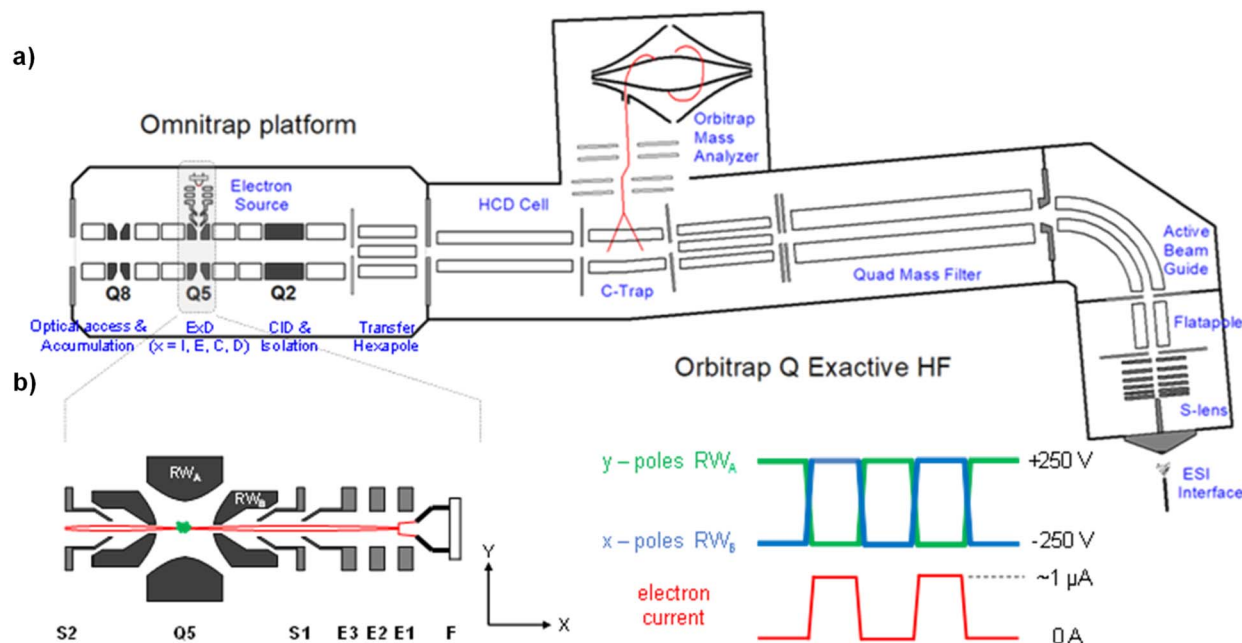 a)
Omnitrap platform
Electron
Source
Q8
Q5
Q2
Optical access &
Accumulation
ExD
(x = I, E, C, D)
CID &
Isolation
Transfer
Hexapole
HCD Cell
C-Trap
Orbitrap
Mass
Analyzer
Quad Mass Filter
Active
Beam
Guide
Flatapole
S-lens
ESI
Interface
Orbitrap Q Exactive HF
b)
RWA
RWB
Y
X
S2
Q5
S1
E3
E2
E1
F
y – poles RWA
+250 V
x – poles RWB
-250 V
electron
current
~1 µA
0 A